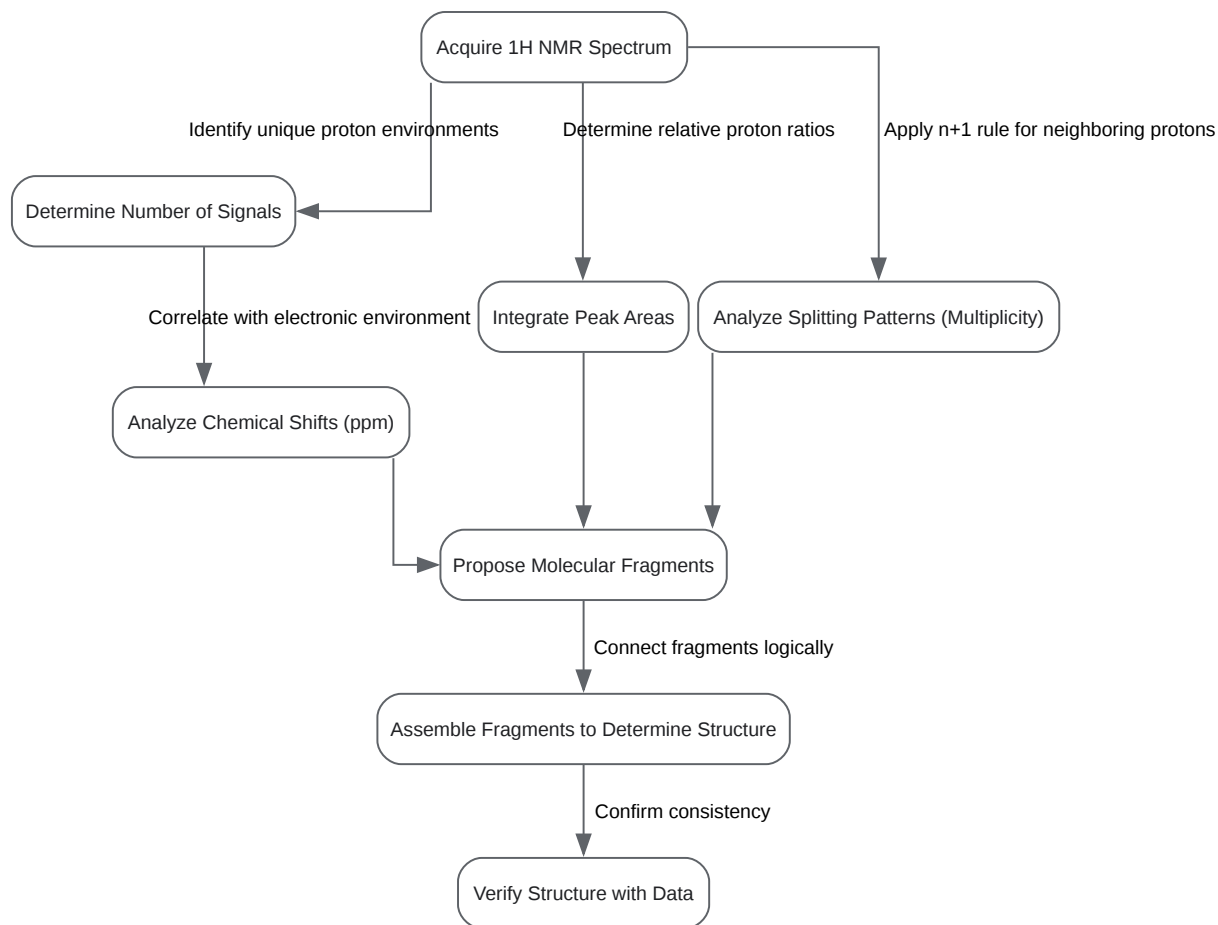 Acquire 1H NMR Spectrum
Identify unique proton environments
Determine relative proton ratios
Apply n+1 rule for neighboring protons
Determine Number of Signals
Correlate with electronic environment
Integrate Peak Areas
Analyze Splitting Patterns (Multiplicity)
Analyze Chemical Shifts (ppm)
Propose Molecular Fragments
Connect fragments logically
Assemble Fragments to Determine Structure
Confirm consistency
Verify Structure with Data